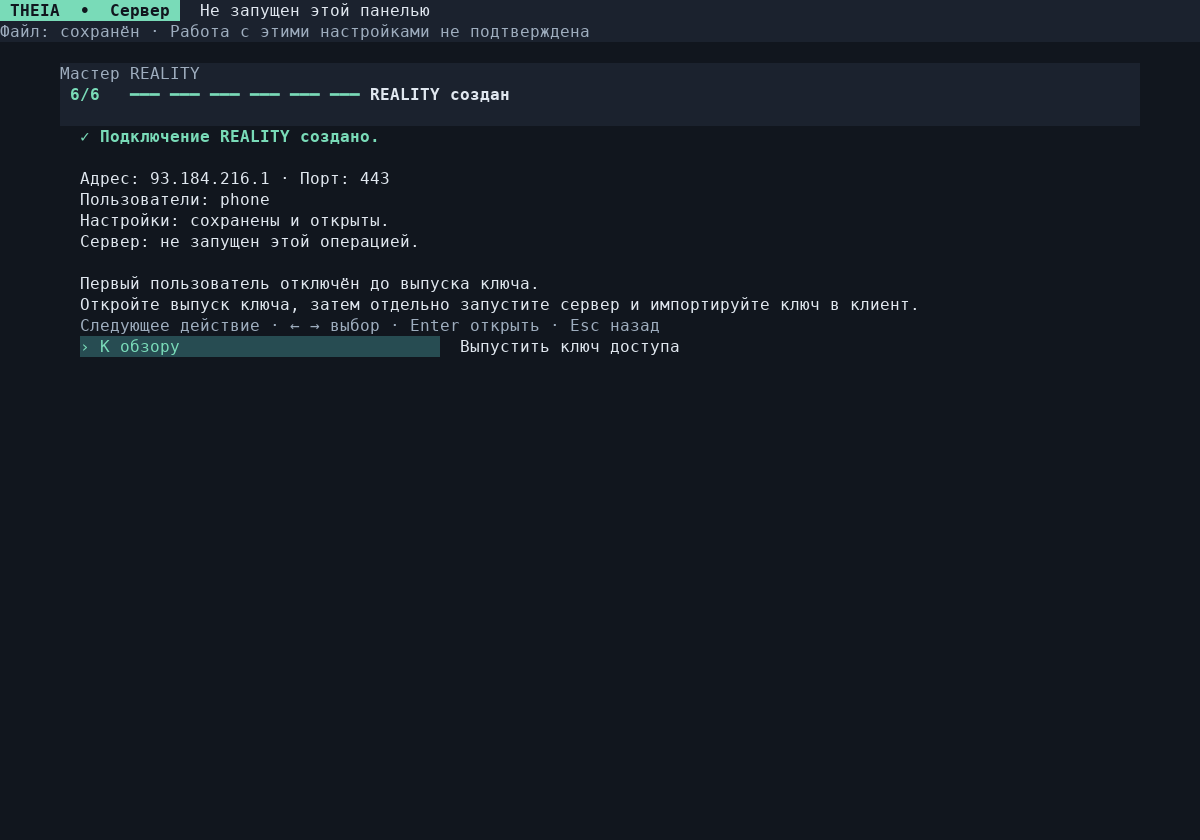 THEIA • Сервер Не запущен этой панелью
Файл: сохранён · Работа с этими настройками не подтверждена
Мастер REALITY
6/6 ━━━ ━━━ ━━━ ━━━ ━━━ ━━━ REALITY создан
✓ Подключение REALITY создано.
Адрес: 93.184.216.1 · Порт: 443
Пользователи: phone
Настройки: сохранены и открыты.
Сервер: не запущен этой операцией.
Первый пользователь отключён до выпуска ключа.
Откройте выпуск ключа, затем отдельно запустите сервер и импортируйте ключ в клиент.
Следующее действие · ← → выбор · Enter открыть · Esc назад
› К обзору Выпустить ключ доступа